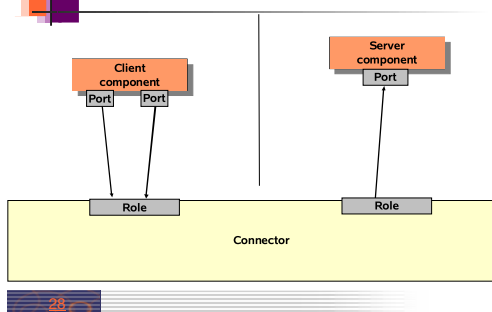 Client
component
Port
Port
Server
component
Port
Role
Role
Connector
28